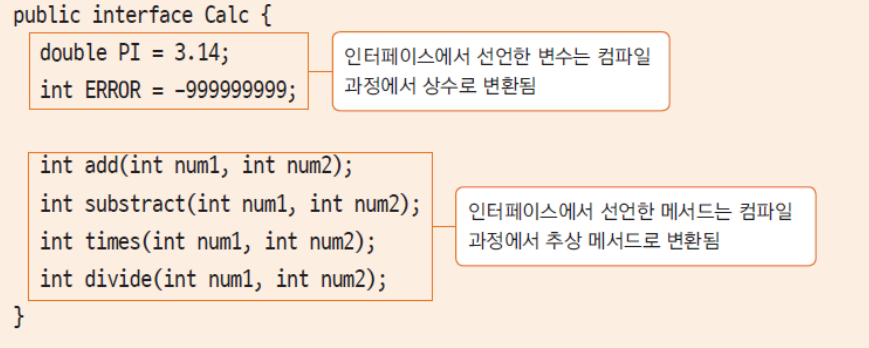 public interface Calc {
double PI = 3.14;
int ERROR = -999999999;
인터페이스에서 선언한 변수는 컴파일
과정에서 상수로 변환됨
int add(int num1, int num2);
int substract(int num1, int num2);
int times(int num1, int num2);
int divide(int num1, int num2);
인터페이스에서 선언한 메서드는 컴파일
과정에서 추상 메서드로 변환됨
}